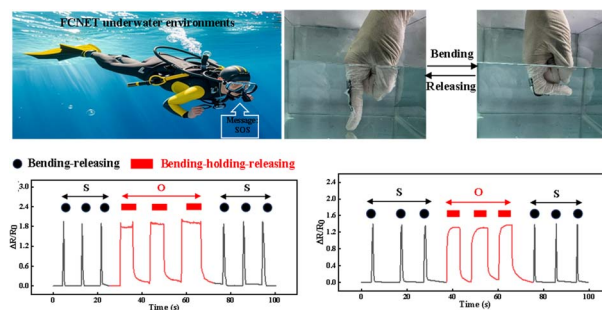 FCNET underwater environments
Message:
SOS
Bending
Releasing
Bending-releasing
Bending-holding-releasing
S
O
S
3.0
2.4
1.8
1.2
0.6
0.0
ΔR/R0
0
20
40
60
80
100
Time (s)
S
O
S
2.4
2.0
1.6
1.2
0.8
0.4
0.0
ΔR/R0
0
20
40
60
80
100
Time (s)